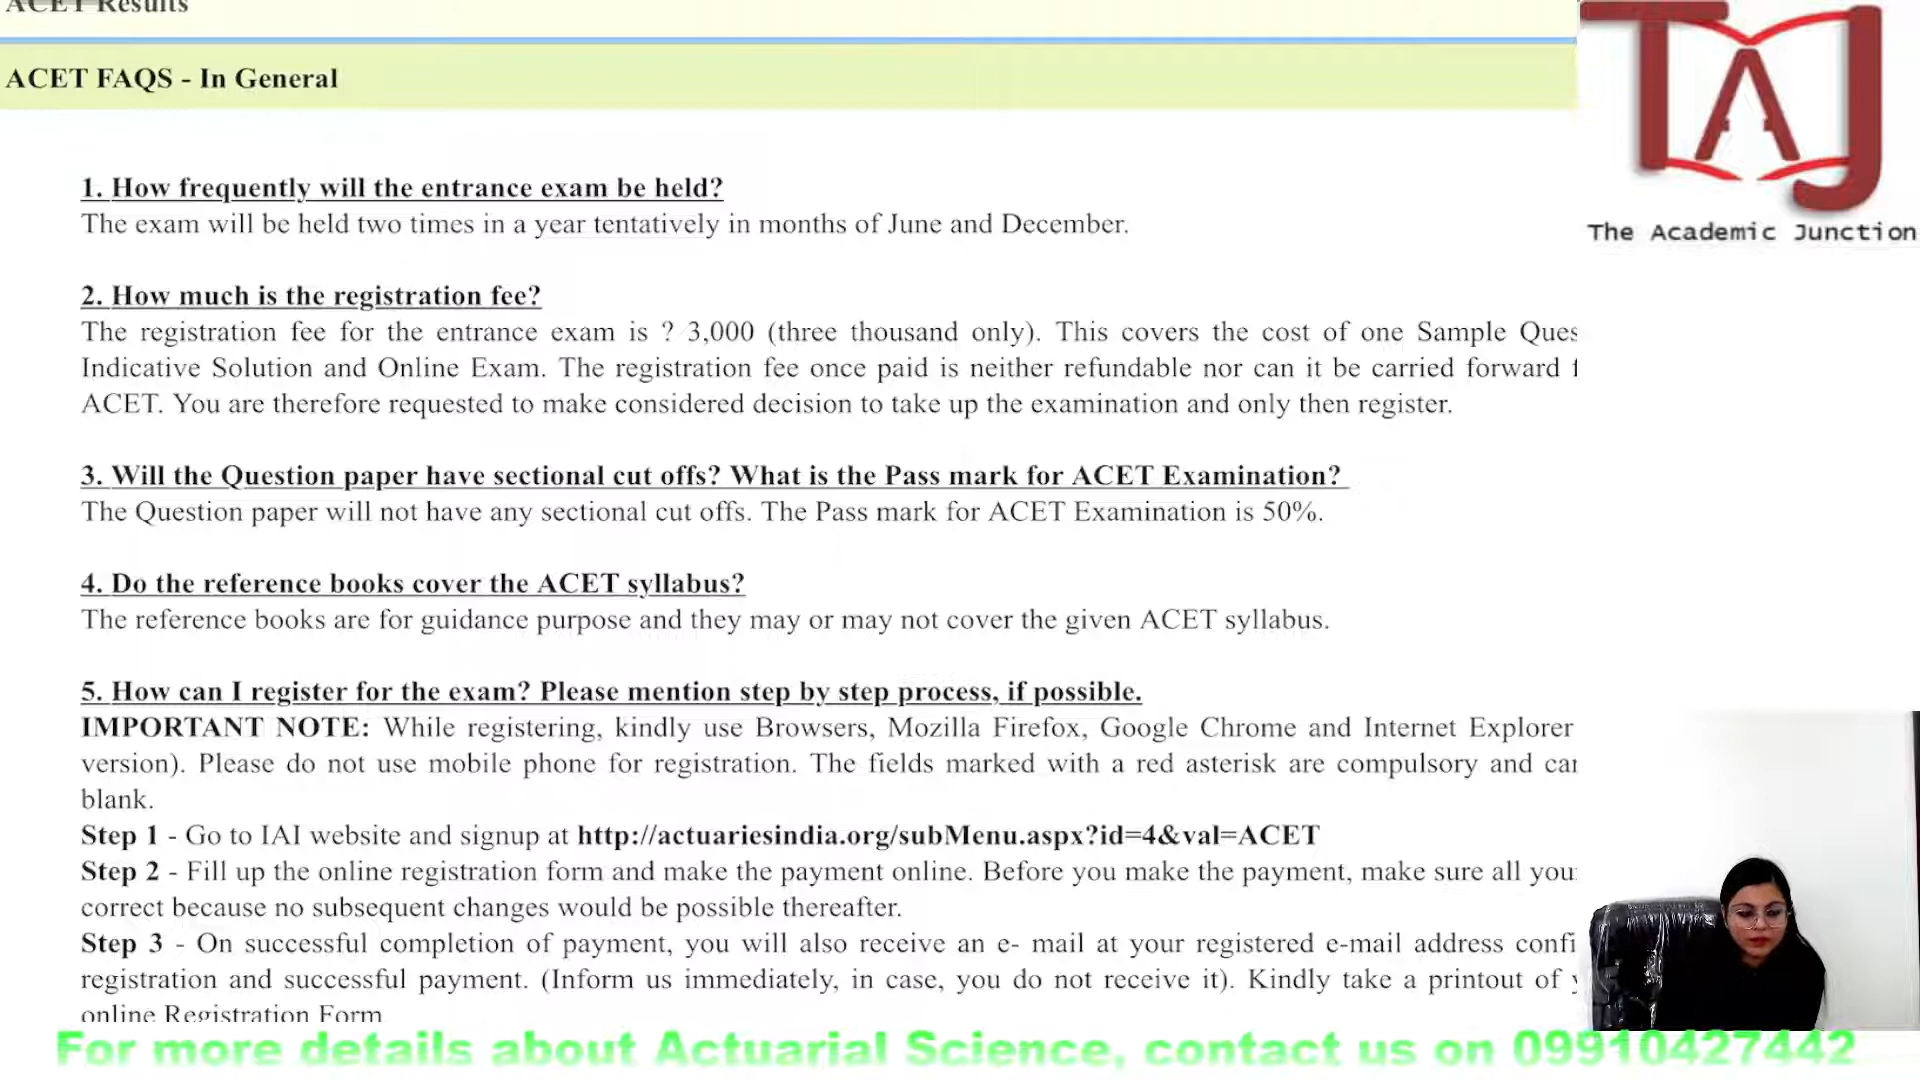 ACET Results
ACET FAQS - In General
TAJ
The Academic Junction
1. How frequently will the entrance exam be held?
The exam will be held two times in a year tentatively in months of June and December.
2. How much is the registration fee?
The registration fee for the entrance exam is ? 3,000 (three thousand only). This covers the cost of one Sample Ques
Indicative Solution and Online Exam. The registration fee once paid is neither refundable nor can it be carried forward
ACET. You are therefore requested to make considered decision to take up the examination and only then register.
3. Will the Question paper have sectional cut offs? What is the Pass mark for ACET Examination?
The Question paper will not have any sectional cut offs. The Pass mark for ACET Examination is 50%.
4. Do the reference books cover the ACET syllabus?
The reference books are for guidance purpose and they may or may not cover the given ACET syllabus.
5. How can I register for the exam? Please mention step by step process, if possible.
IMPORTANT NOTE: While registering, kindly use Browsers, Mozilla Firefox, Google Chrome and Internet Explorer
version). Please do not use mobile phone for registration. The fields marked with a red asterisk are compulsory and
blank.
Step 1 - Go to IAI website and signup at http://actuariesindia.org/subMenu.aspx?id=4&val=ACET
Step 2 - Fill up the online registration form and make the payment online. Before you make the payment, make sure all you
correct because no subsequent changes would be possible thereafter.
Step 3 - On successful completion of payment, you will also receive an e- mail at your registered e-mail address confi
registration and successful payment. (Inform us immediately, in case, you do not receive it). Kindly take a printout of
online Registration Form
For more details about Actuarial Science, contact us on 09910427442